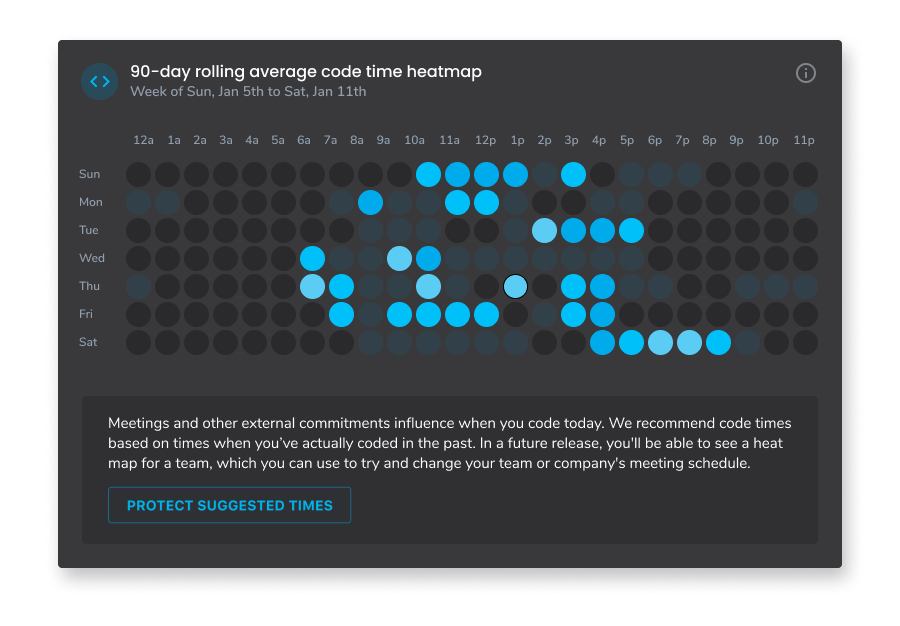 90-day rolling average code time heatmap
Week of Sun, Jan 5th to Sat, Jan 11th
12a 1a 2a 3a 4a 5a 6a 7a 8a 9a 10a 11a 12p 1p 2p 3p 4p 5p 6p 7p 8p 9p 10p 11p
Sun
Mon
Tue
Wed
Thu
Fri
Sat
Meetings and other external commitments influence when you code today. We recommend code times
based on times when you’ve actually coded in the past. In a future release, you'll be able to see a heat
map for a team, which you can use to try and change your team or company's meeting schedule.
PROTECT SUGGESTED TIMES